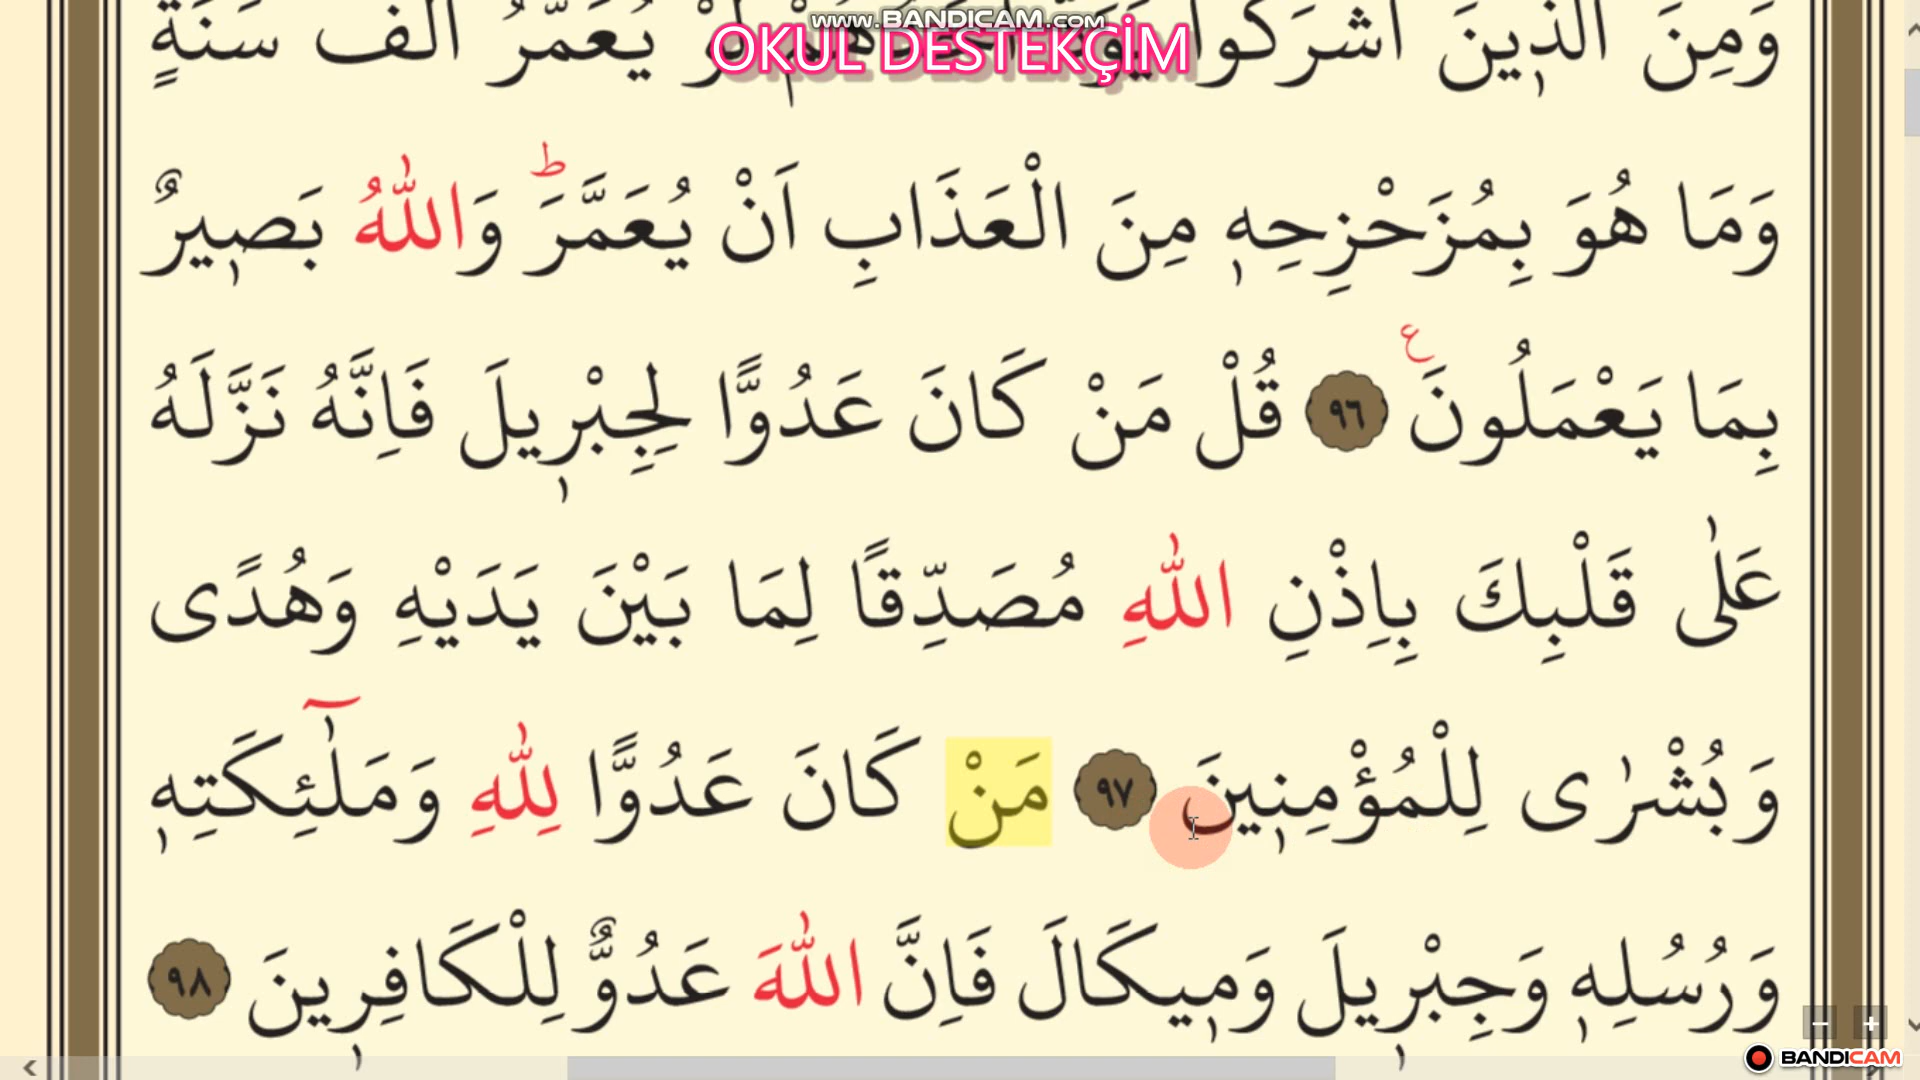 www.BANDICAM.com
OKUL DESTEKÇİM
وَمِنَ الَّذ۪ينَ اَشْرَكُوا يَوَدُّ اَحَدُهُمْ لَوْ يُعَمَّرُ اَلْفَ سَنَةٍ
وَمَا هُوَ بِمُزَحْزِحِه۪ مِنَ الْعَذَابِ اَنْ يُعَمَّرَۜ وَاللّٰهُ بَص۪يرٌ
بِمَا يَعْمَلُونَ ع ٩٦ قُلْ مَنْ كَانَ عَدُوًّا لِجِبْر۪يلَ فَاِنَّهُ نَزَّلَهُ
عَلٰى قَلْبِكَ بِاِذْنِ اللّٰهِ مُصَدِّقًا لِمَا بَيْنَ يَدَيْهِ وَهُدًى
وَبُشْرٰى لِلْمُؤْمِن۪ينَ ٩٧ مَنْ كَانَ عَدُوًّا لِلّٰهِ وَمَلٰٓئِكَتِه۪
وَرُسُلِه۪ وَجِبْر۪يلَ وَم۪يكَالَ فَاِنَّ اللّٰهَ عَدُوٌّ لِلْكَافِر۪ينَ ٩٨
BANDICAM